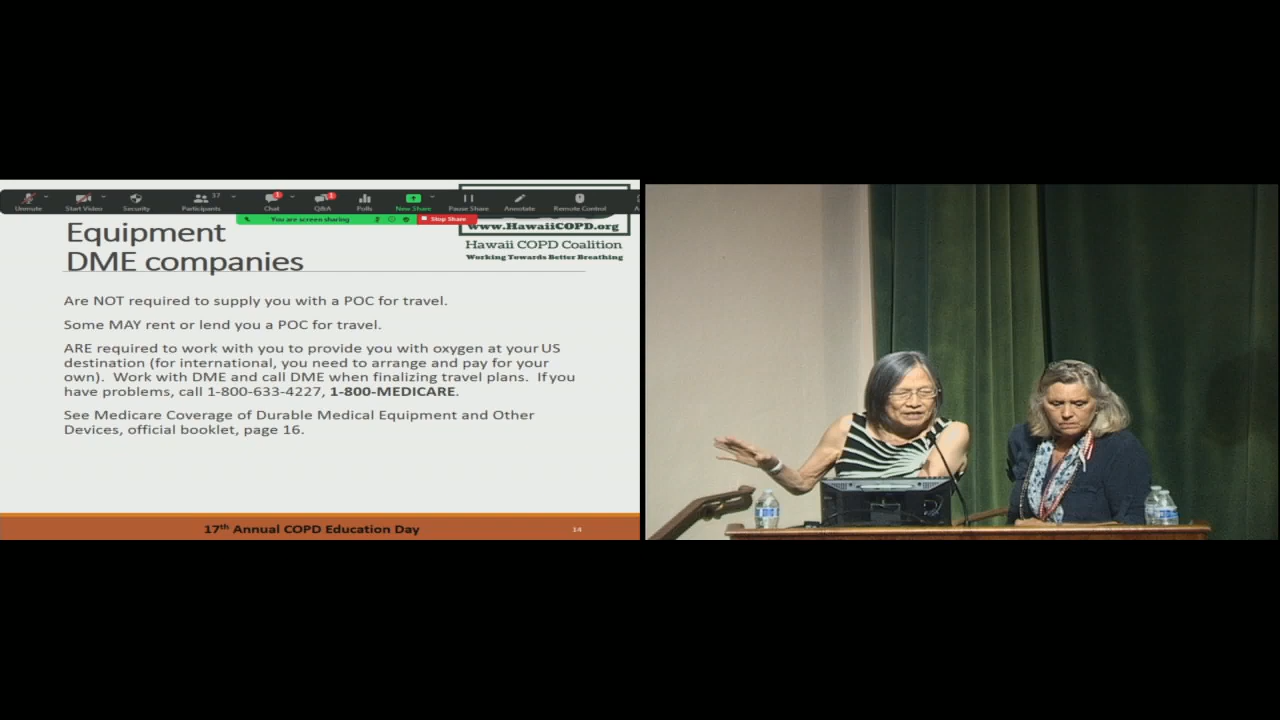 37
1
3
Unmute
Start Video
Security
Participants
Chat
Q&A
Polls
New Share
Pause Share
Annotate
Remote Control
You are screen sharing
Stop Share
www.HawaiiCOPD.org
Hawaii COPD Coalition
Working Towards Better Breathing
Equipment
DME companies
Are NOT required to supply you with a POC for travel.
Some MAY rent or lend you a POC for travel.
ARE required to work with you to provide you with oxygen at your US
destination (for international, you need to arrange and pay for your
own). Work with DME and call DME when finalizing travel plans. If you
have problems, call 1-800-633-4227, 1-800-MEDICARE.
See Medicare Coverage of Durable Medical Equipment and Other
Devices, official booklet, page 16.
17th Annual COPD Education Day
14